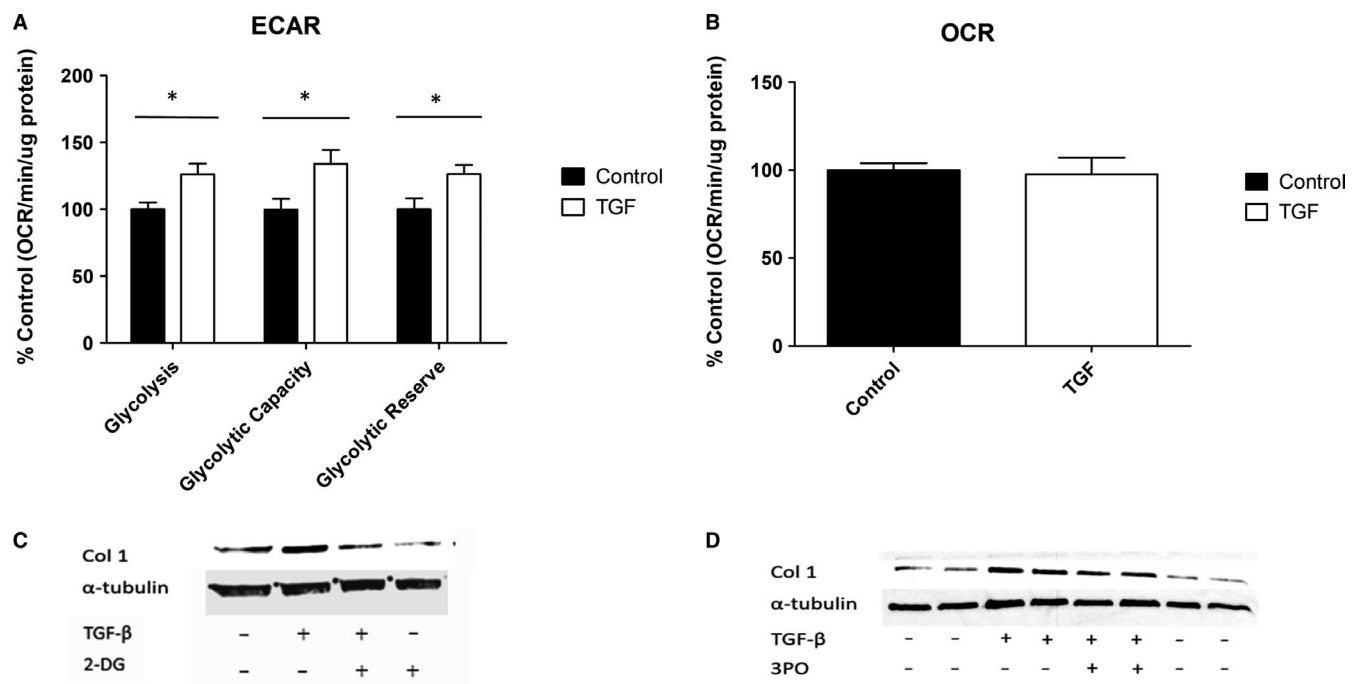 A
ECAR
% Control (OCR/min/ug protein)
200
150
100
50
0
*
*
*
Glycolysis
Glycolytic Capacity
Glycolytic Reserve
Control
TGF
B
OCR
% Control (OCR/min/ug protein)
150
100
50
0
Control
TGF
Control
TGF
C
Col 1
α-tubulin
TGF-β - + + -
2-DG + +
D
Col 1
α-tubulin
TGF-β - - + + + + - -
3PO - - - - + + - -